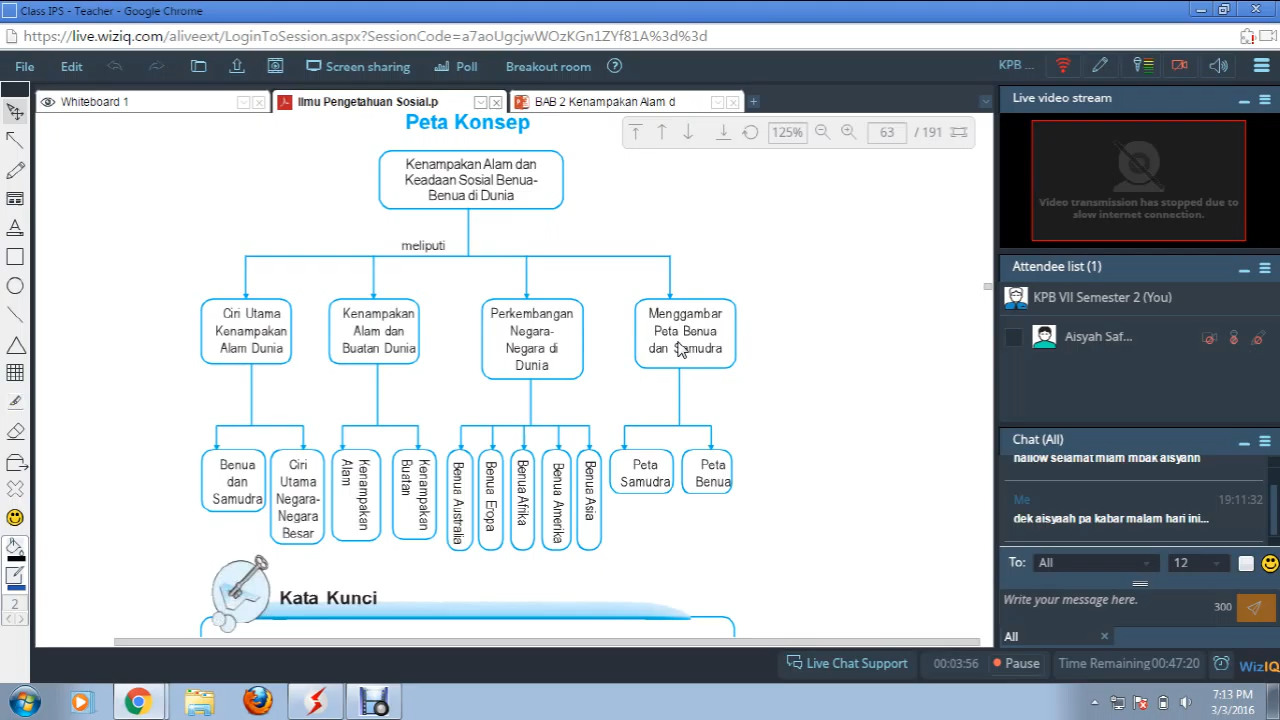 Class IPS - Teacher - Google Chrome
https://live.wiziq.com/aliveext/LoginToSession.aspx?SessionCode=a7aoUgcjwWOzKGn1ZYf81A%3d%3d
File Edit Screen sharing Poll Breakout room KPB ...
Whiteboard 1
Ilmu Pengetahuan Sosial.p
BAB 2 Kenampakan Alam d
125% 63 / 191
Peta Konsep
Kenampakan Alam dan
Keadaan Sosial Benua-
Benua di Dunia
meliputi
Ciri Utama
Kenampakan
Alam Dunia
Kenampakan
Alam dan
Buatan Dunia
Perkembangan
Negara-
Negara di
Dunia
Menggambar
Peta Benua
dan Samudra
Benua
dan
Samudra
Ciri
Utama
Negara-
Negara
Besar
Kenampakan
Alam
Kenampakan
Buatan
Benua Australia
Benua Eropa
Benua Afrika
Benua Amerika
Benua Asia
Peta
Samudra
Peta
Benua
Kata Kunci
2
Live video stream
Video transmission has stopped due to
slow internet connection.
Attendee list (1)
KPB VII Semester 2 (You)
Aisyah Saf...
Chat (All)
hallow selamat mlam mbak aisyahh
Me 19:11:32
dek aisyaah pa kabar malam hari ini...
To: All 12
Write your message here. 300
All
Live Chat Support 00:03:56 Pause Time Remaining 00:47:20 WizIQ
7:13 PM
3/3/2016